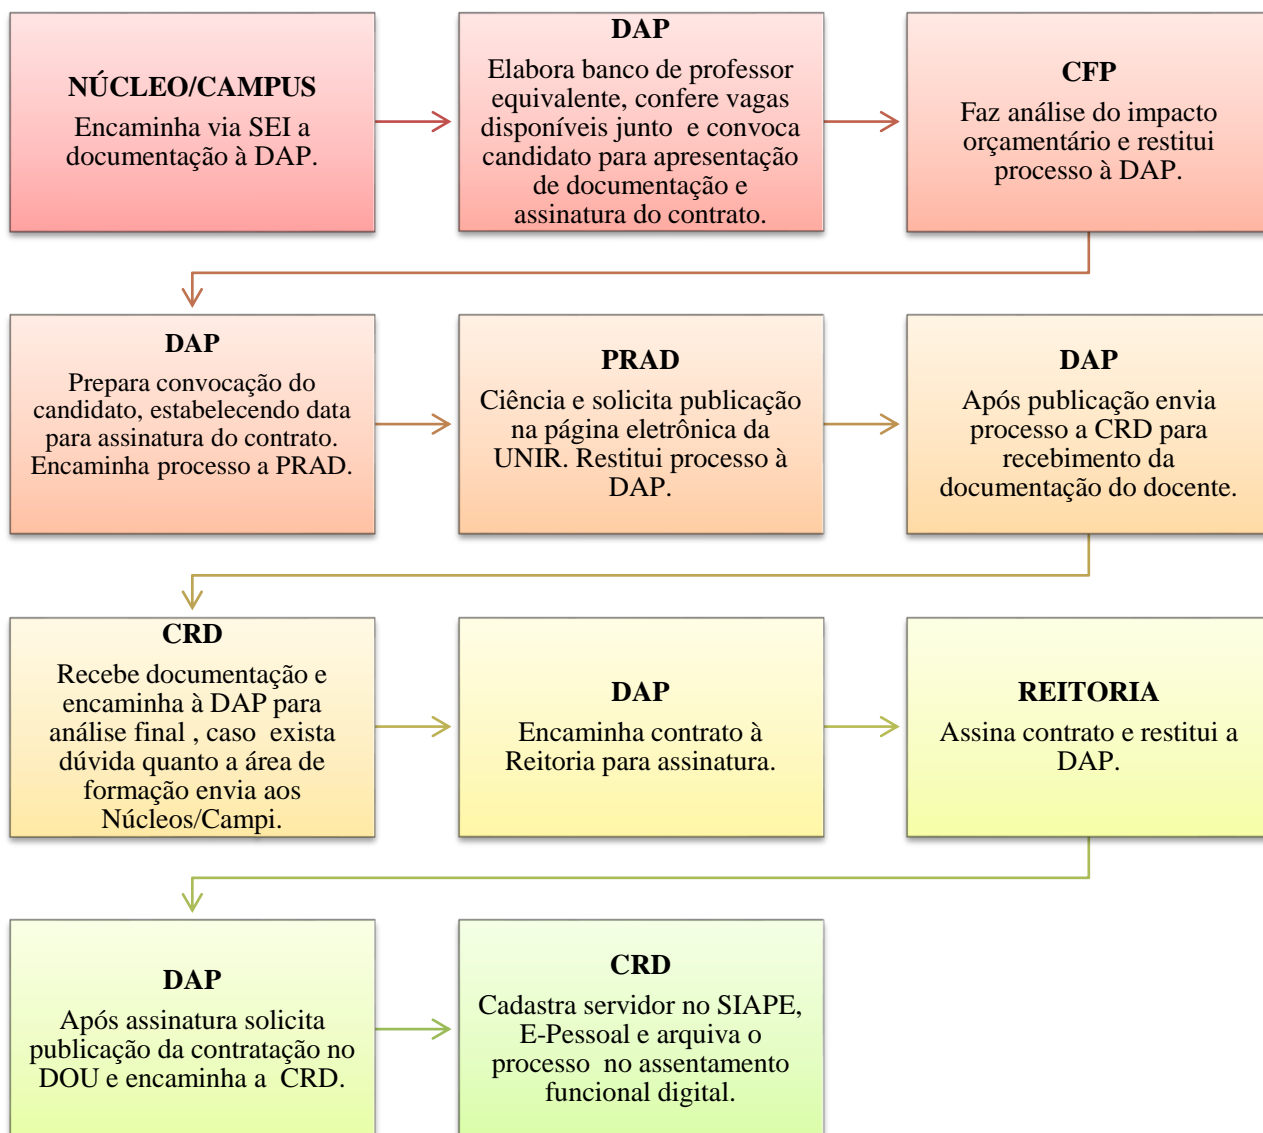 NÚCLEO/CAMPUS
Encaminha via SEI a
documentação à DAP.
DAP
Elabora banco de professor
equivalente, confere vagas
disponíveis junto e convoca
candidato para apresentação
de documentação e
assinatura do contrato.
CFP
Faz análise do impacto
orçamentário e restitui
processo à DAP.
DAP
Prepara convocação do
candidato, estabelecendo data
para assinatura do contrato.
Encaminha processo a PRAD.
PRAD
Ciência e solicita publicação
na página eletrônica da
UNIR. Restitui processo à
DAP.
DAP
Após publicação envia
processo a CRD para
recebimento da
documentação do docente.
CRD
Recebe documentação e
encaminha à DAP para
análise final , caso exista
dúvida quanto a área de
formação envia aos
Núcleos/Campi.
DAP
Encaminha contrato à
Reitoria para assinatura.
REITORIA
Assina contrato e restitui a
DAP.
DAP
Após assinatura solicita
publicação da contratação no
DOU e encaminha a CRD.
CRD
Cadastra servidor no SIAPE,
E-Pessoal e arquiva o
processo no assentamento
funcional digital.